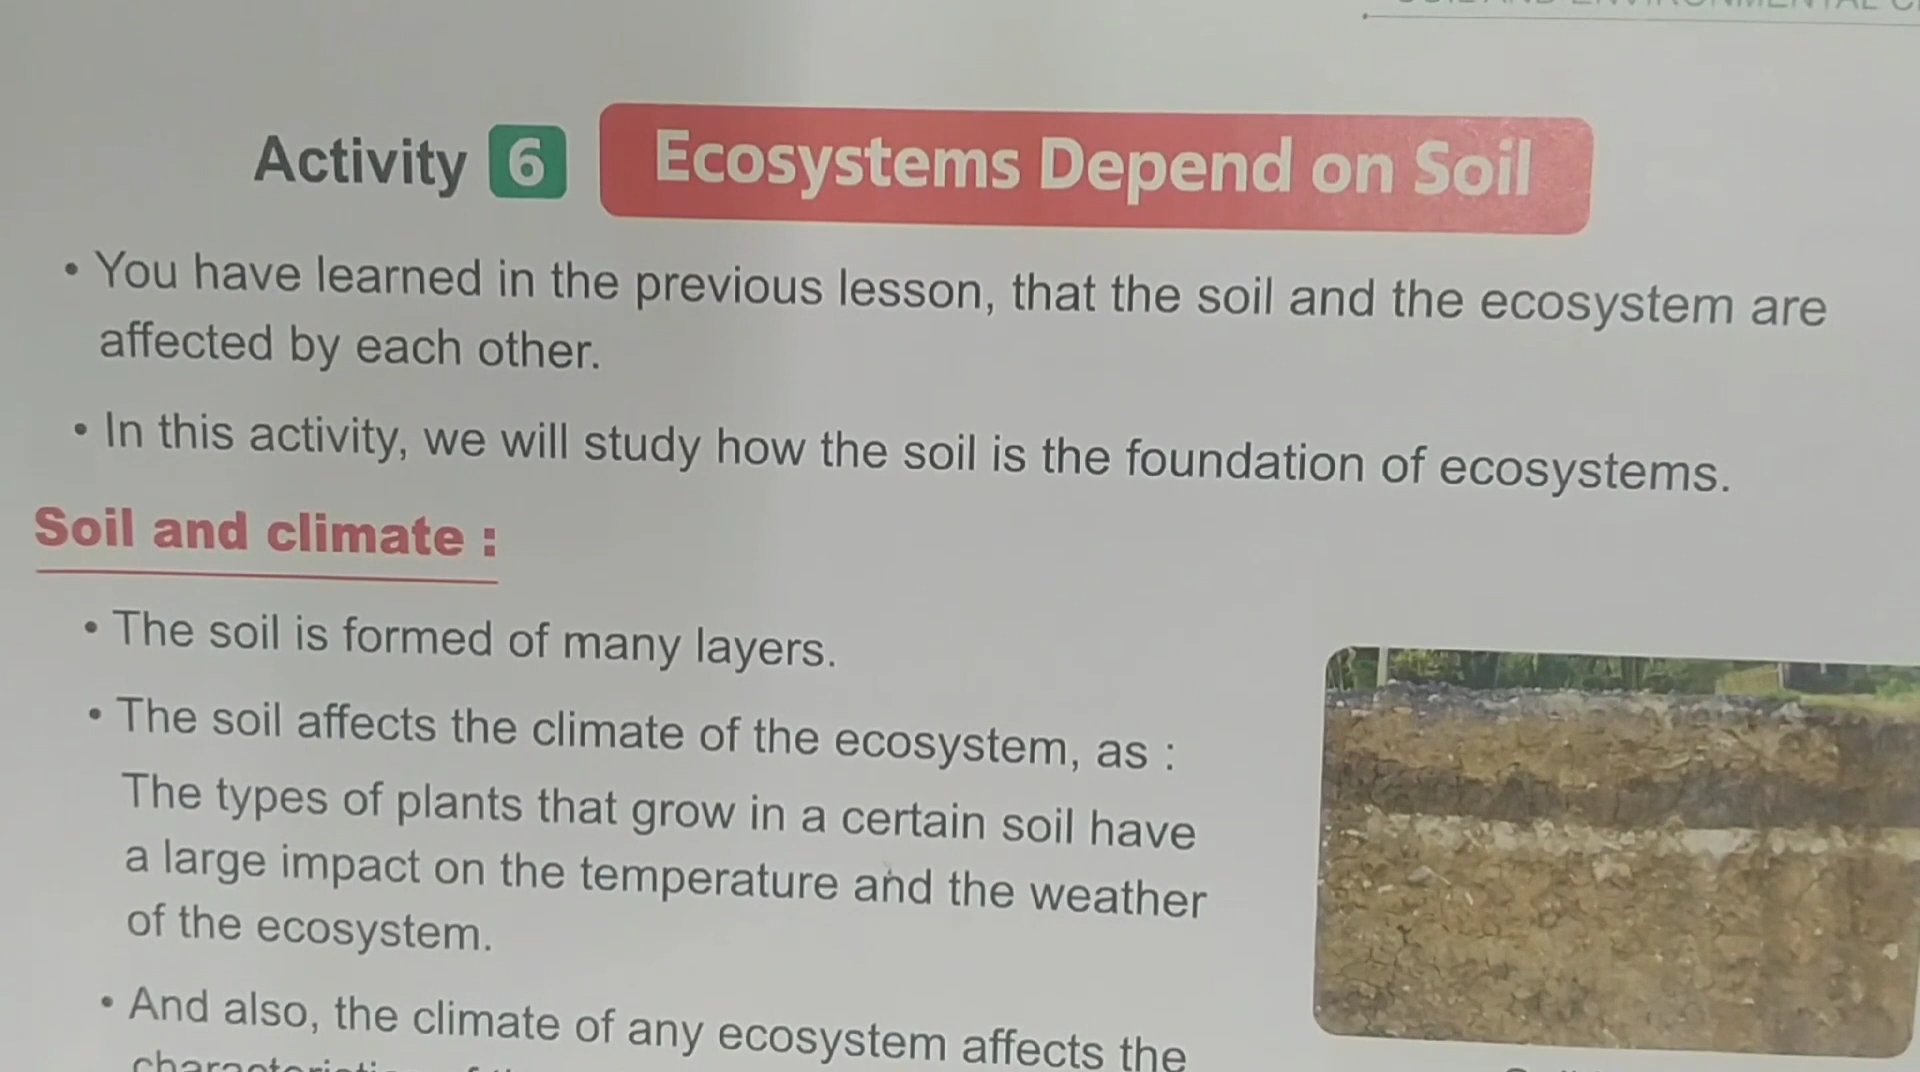 Activity 6 Ecosystems Depend on Soil
• You have learned in the previous lesson, that the soil and the ecosystem are
affected by each other.
• In this activity, we will study how the soil is the foundation of ecosystems.
Soil and climate :
• The soil is formed of many layers.
• The soil affects the climate of the ecosystem, as :
The types of plants that grow in a certain soil have
a large impact on the temperature and the weather
of the ecosystem.
• And also, the climate of any ecosystem affects the